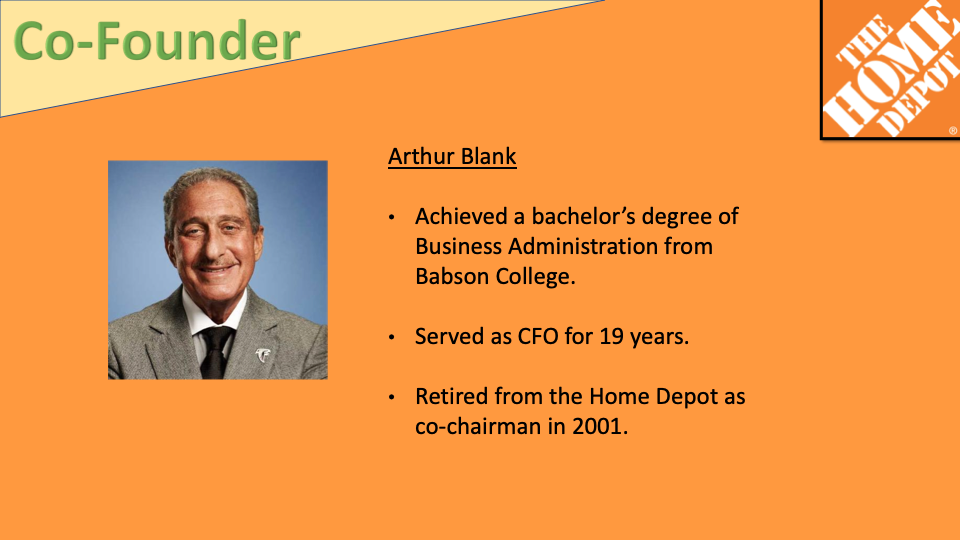 Co-Founder
THE
HOME
DEPOT
®
Arthur Blank
• Achieved a bachelor’s degree of
Business Administration from
Babson College.
• Served as CFO for 19 years.
• Retired from the Home Depot as
co-chairman in 2001.